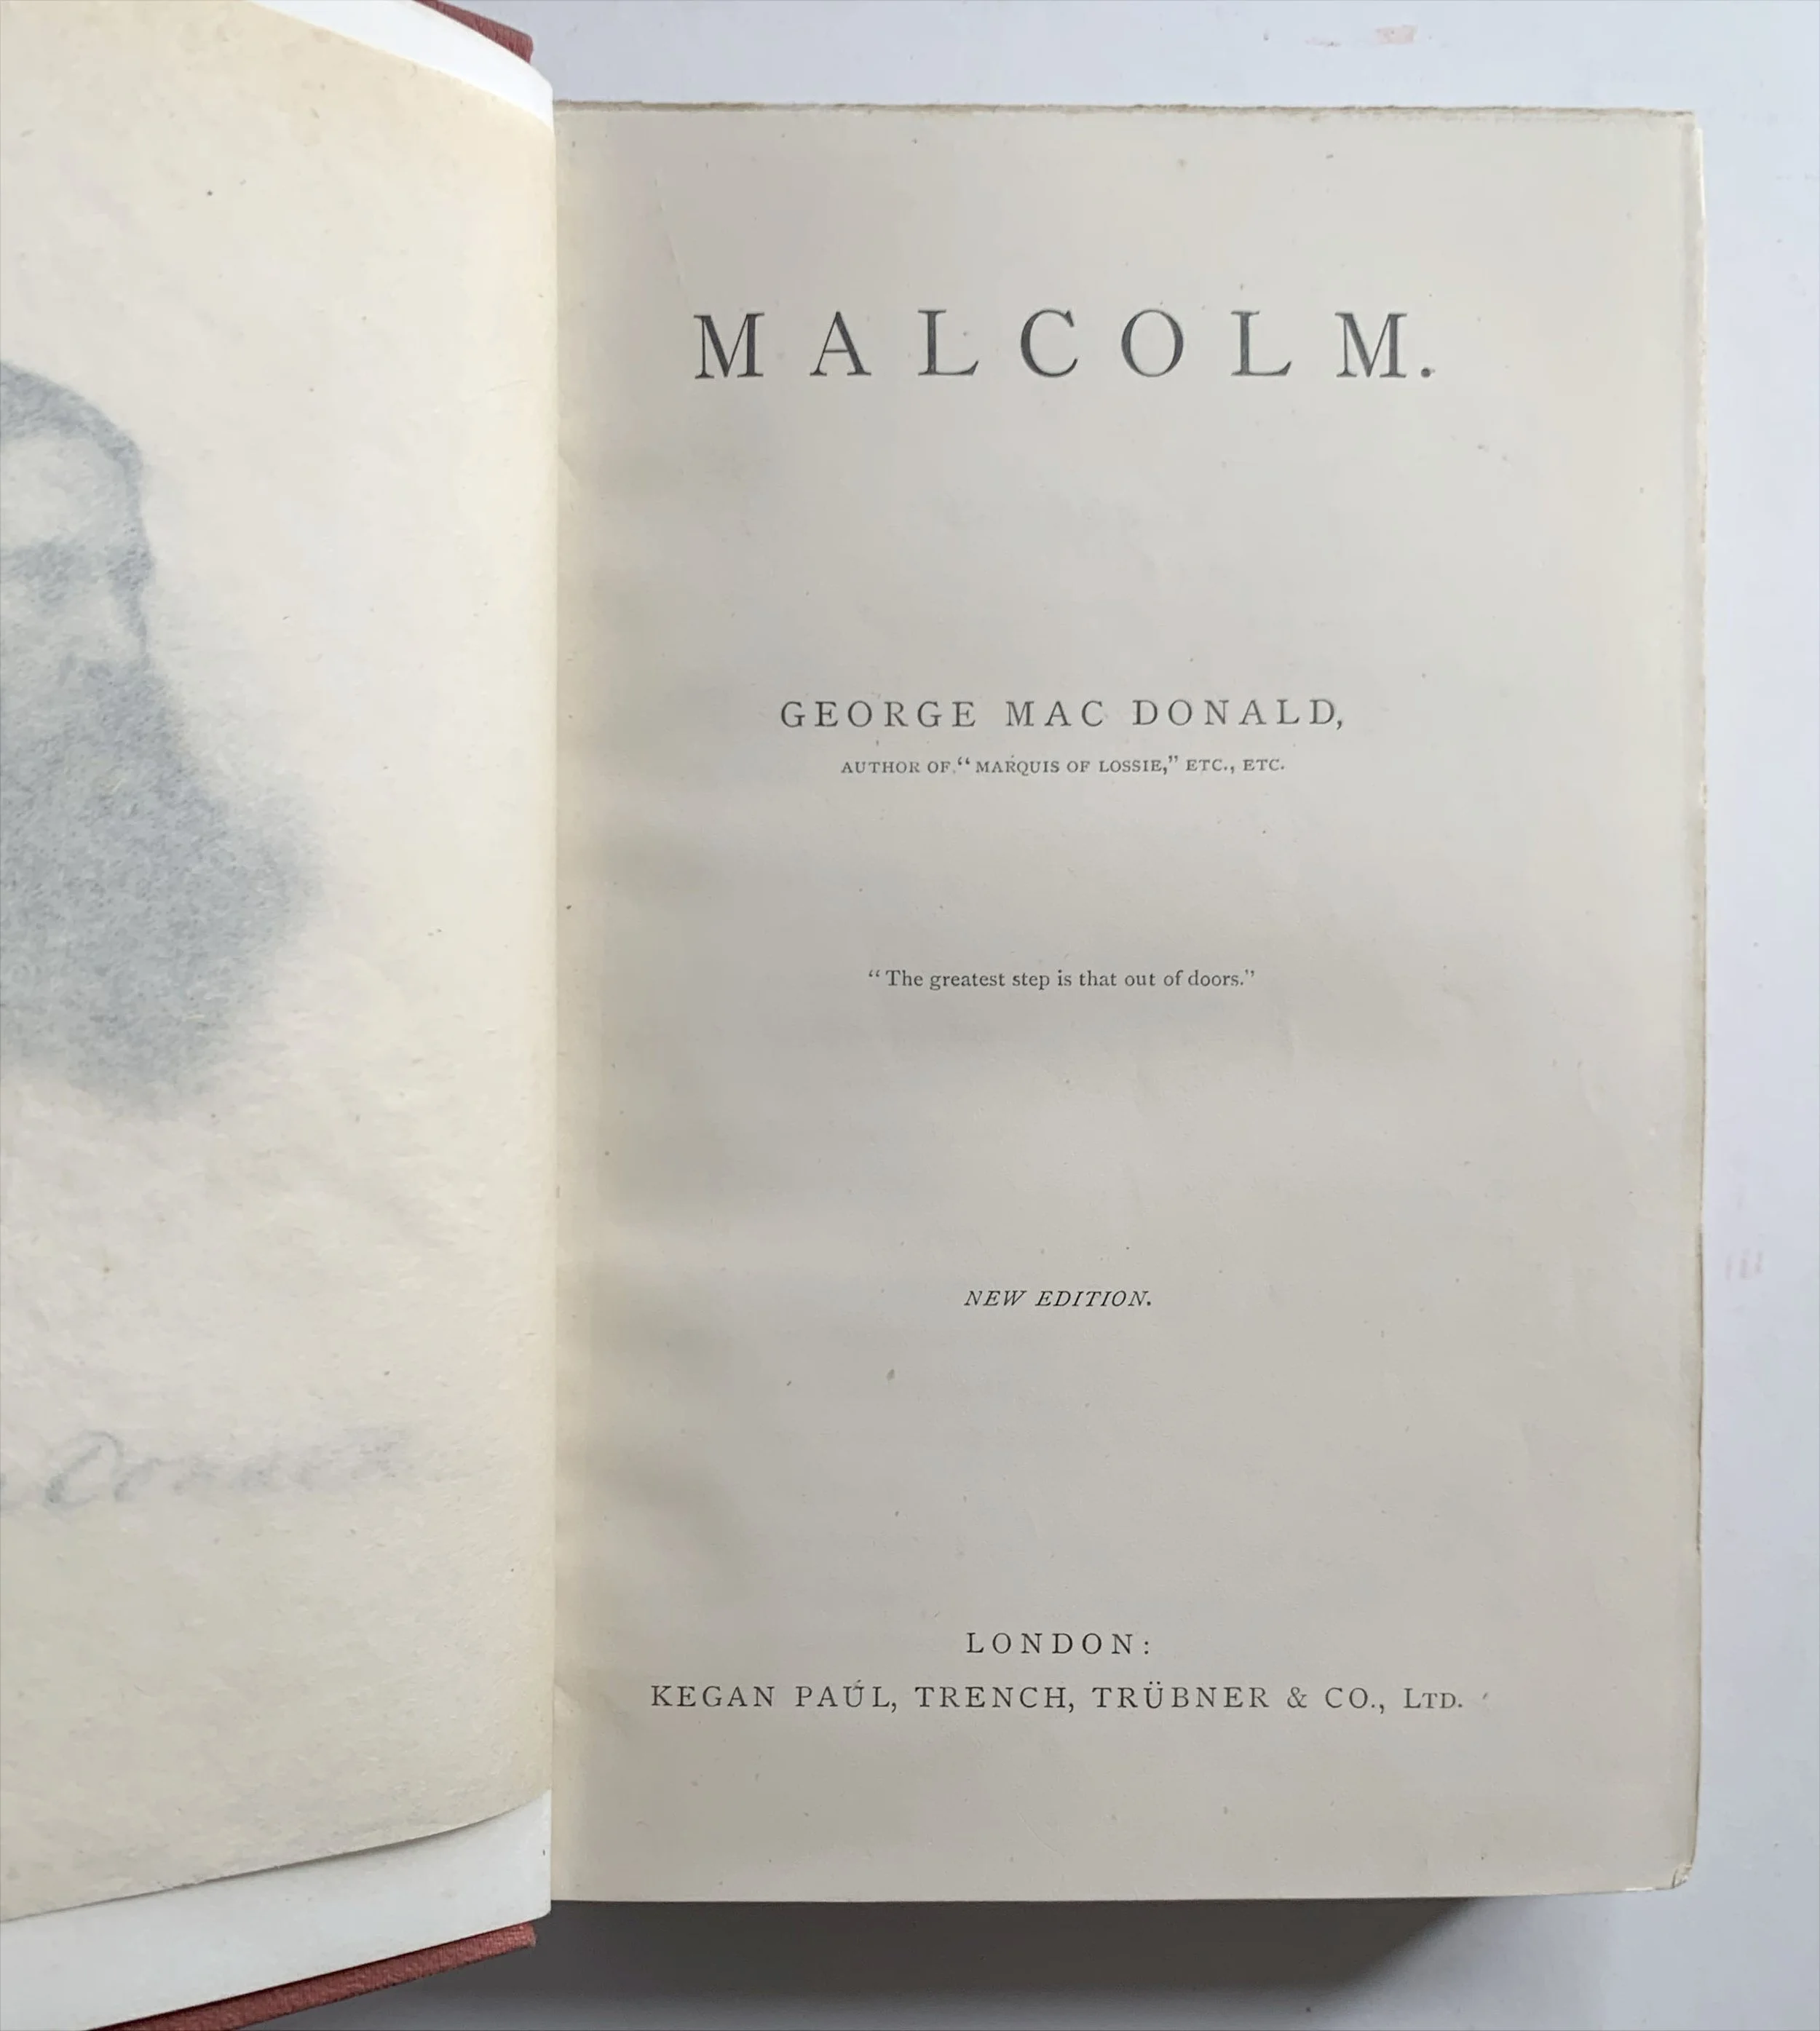 MALCOLM.
GEORGE MAC DONALD,
AUTHOR OF “MARQUIS OF LOSSIE,” ETC., ETC.
“The greatest step is that out of doors.”
NEW EDITION.
LONDON:
KEGAN PAUL, TRENCH, TRÜBNER & CO., LTD.